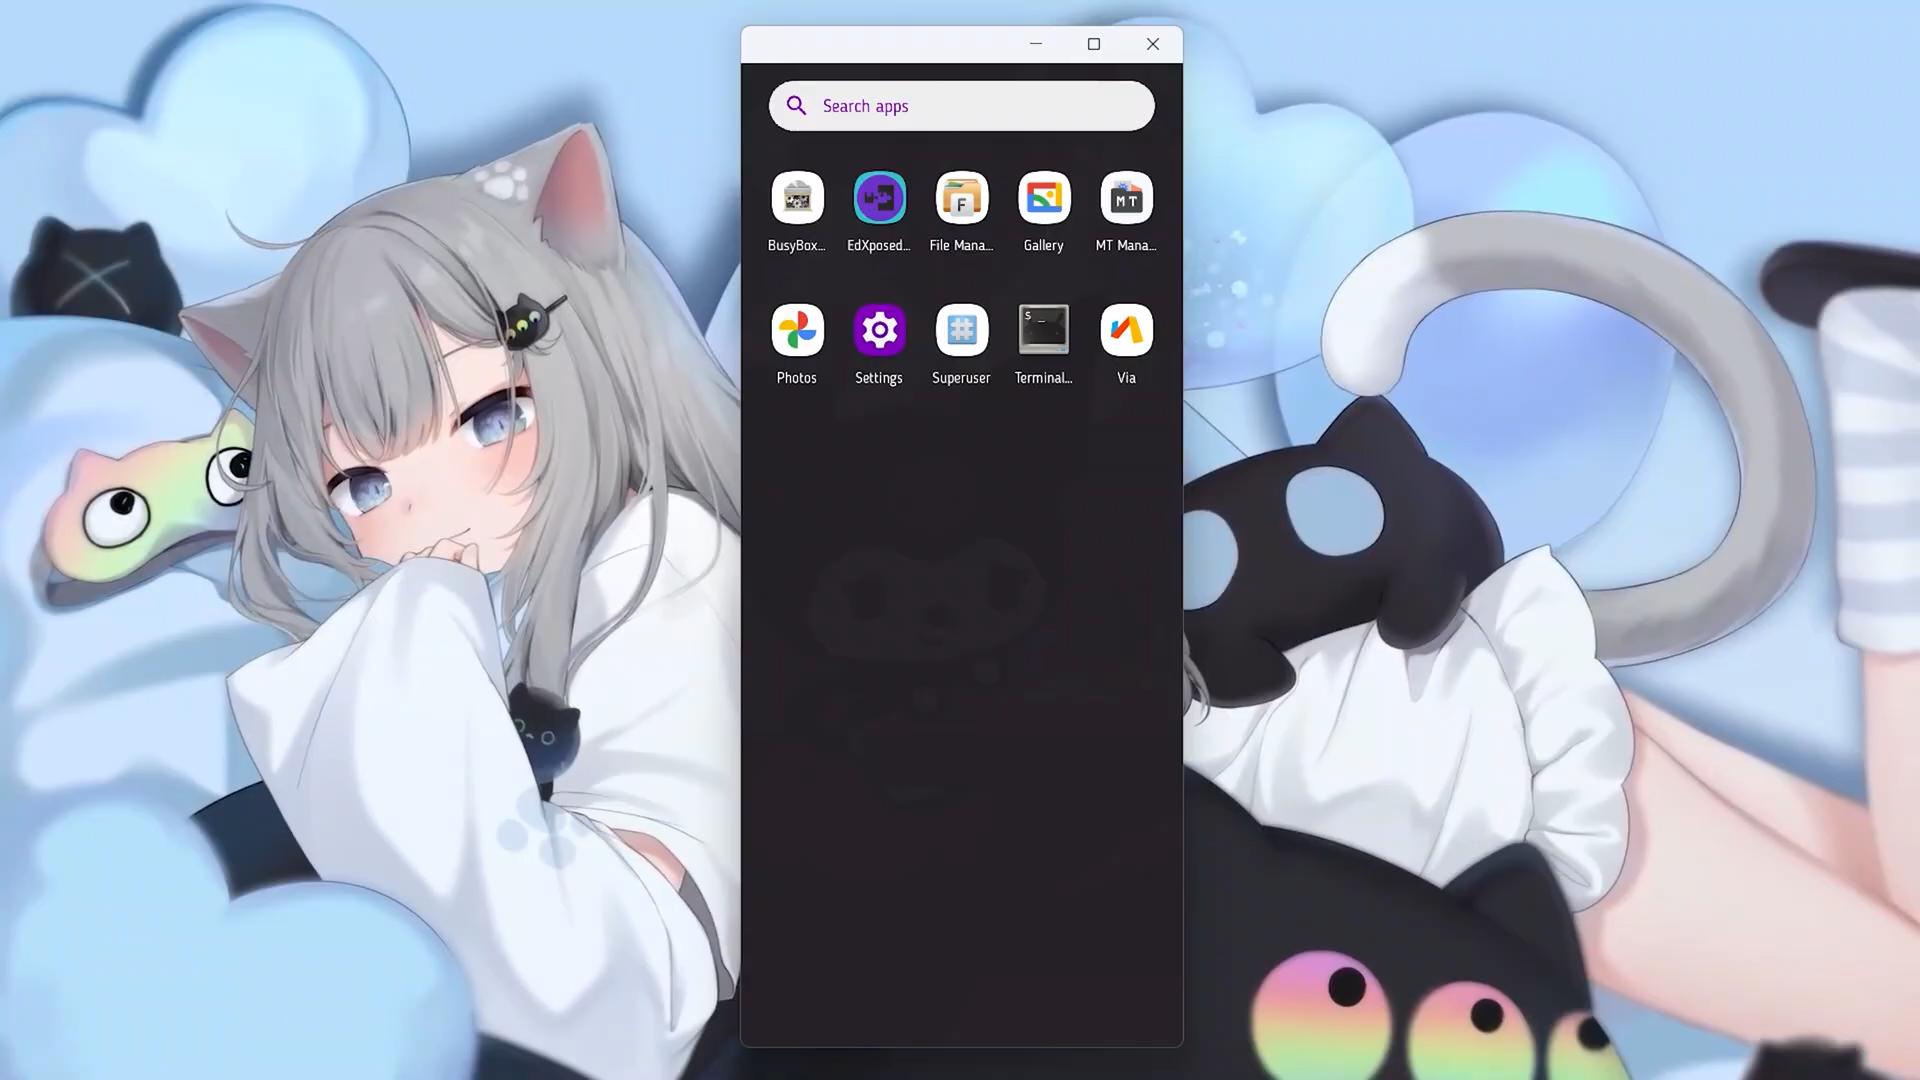 Search apps
BusyBox... EdXposed... File Mana... Gallery MT Mana...
Photos Settings Superuser Terminal... Via